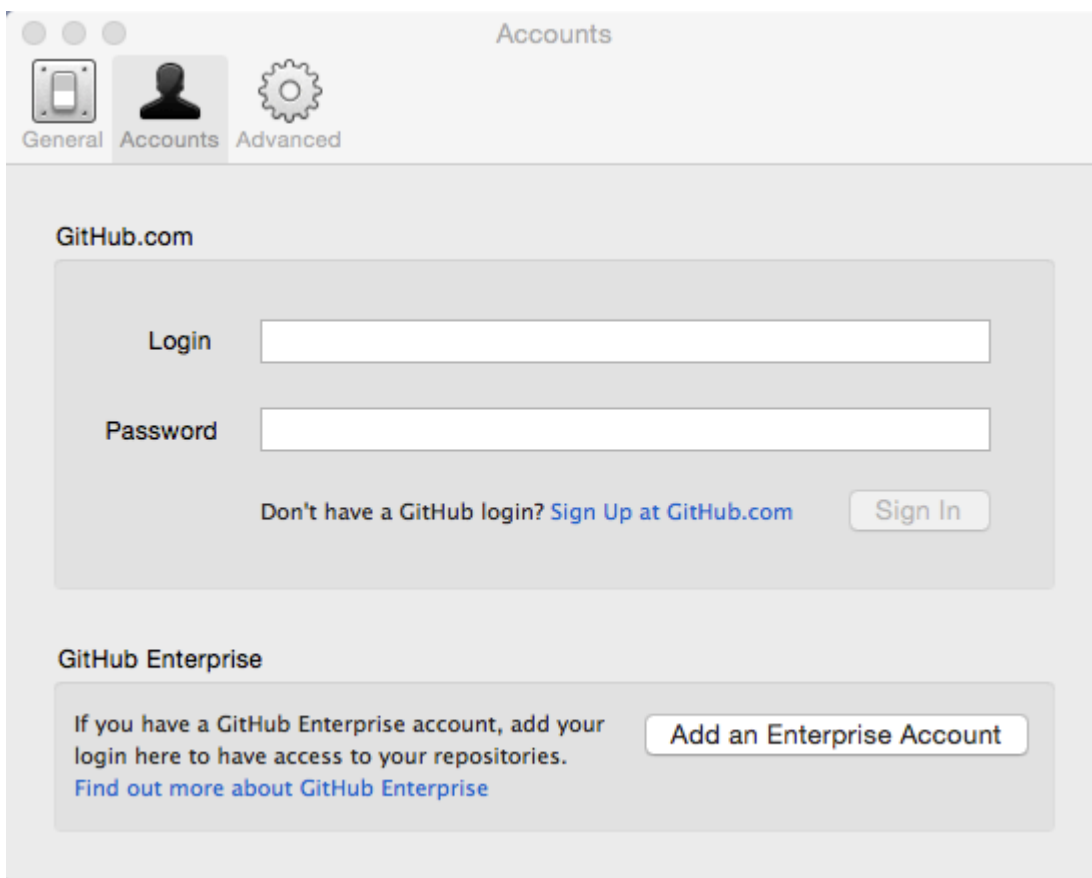 Accounts
General Accounts Advanced
GitHub.com
Login
Password
Don't have a GitHub login? Sign Up at GitHub.com
Sign In
GitHub Enterprise
If you have a GitHub Enterprise account, add your
login here to have access to your repositories.
Find out more about GitHub Enterprise
Add an Enterprise Account